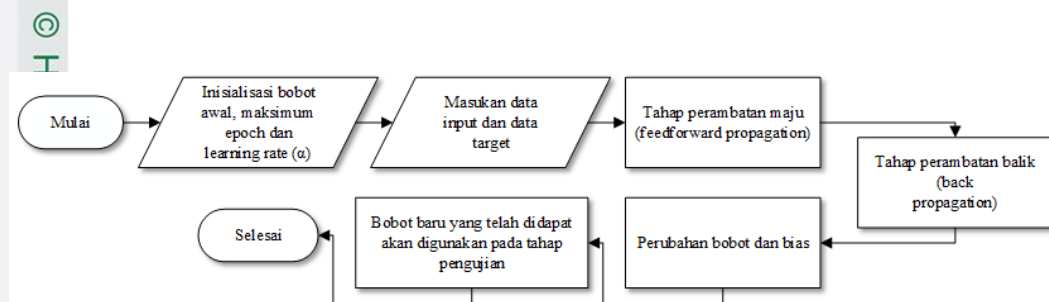 © H
Mulai
Inisialisasi bobot
awal, maksimum
epoch dan
learning rate (α)
Masukan data
input dan data
target
Tahap perambatan maju
(feedforward propagation)
Tahap perambatan balik
(back
propagation)
Perubahan bobot dan bias
Bobot baru yang telah didapat
akan digunakan pada tahap
pengujian
Selesai